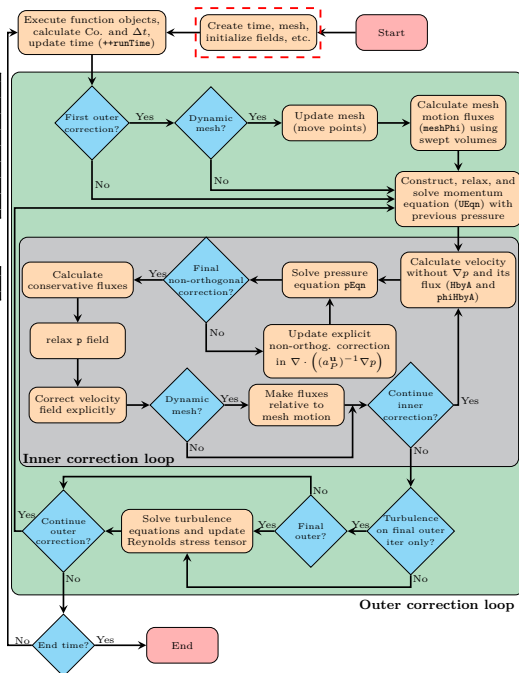 Execute function objects,
calculate Co. and Δt,
update time (++runTime)
Create time, mesh,
initialize fields, etc.
Start
First outer
correction?
Yes
Dynamic
mesh?
Yes
Update mesh
(move points)
Calculate mesh
motion fluxes
(meshPhi) using
swept volumes
No
No
Construct, relax, and
solve momentum
equation (UEqn) with
previous pressure
Calculate
conservative fluxes
Yes
Final
non-orthogonal
correction?
Solve pressure
equation pEqn
Calculate velocity
without ∇p and its
flux (HbyA and
phiHbyA)
No
relax p field
Update explicit
non-orthog. correction
in ∇ · ((a_P^u)^{-1} ∇p)
Correct velocity
field explicitly
Dynamic
mesh?
Yes
Make fluxes
relative to
mesh motion
Continue
inner
correction?
Yes
No
Inner correction loop
No
No
Continue
outer
correction?
Yes
Solve turbulence
equations and update
Reynolds stress tensor
Yes
Final
outer?
Yes
Turbulence
on final outer
iter only?
No
No
Outer correction loop
No
End time?
Yes
End